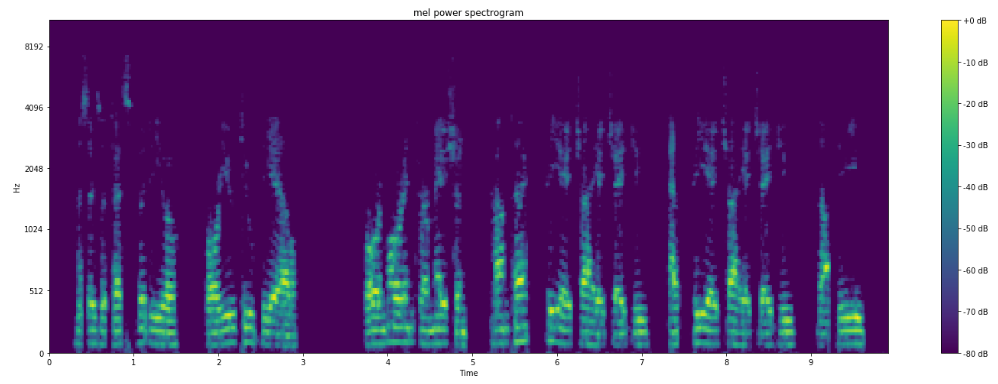 mel power spectrogram
+0 dB
8192
-10 dB
4096
-20 dB
-30 dB
2048
Hz
-40 dB
1024
-50 dB
-60 dB
512
-70 dB
0
-80 dB
0 1 2 3 4 5 6 7 8 9
Time